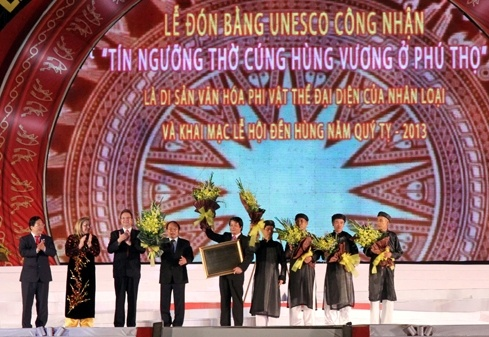 LỄ ĐÓN BẰNG UNESCO CÔNG NHẬN
"TÍN NGƯỠNG THỜ CÚNG HÙNG VƯƠNG Ở PHÚ THỌ"
LÀ DI SẢN VĂN HÓA PHI VẬT THỂ ĐẠI DIỆN CỦA NHÂN LOẠI
VÀ KHAI MẠC LỄ HỘI ĐỀN HÙNG NĂM QUÝ TỴ - 2013